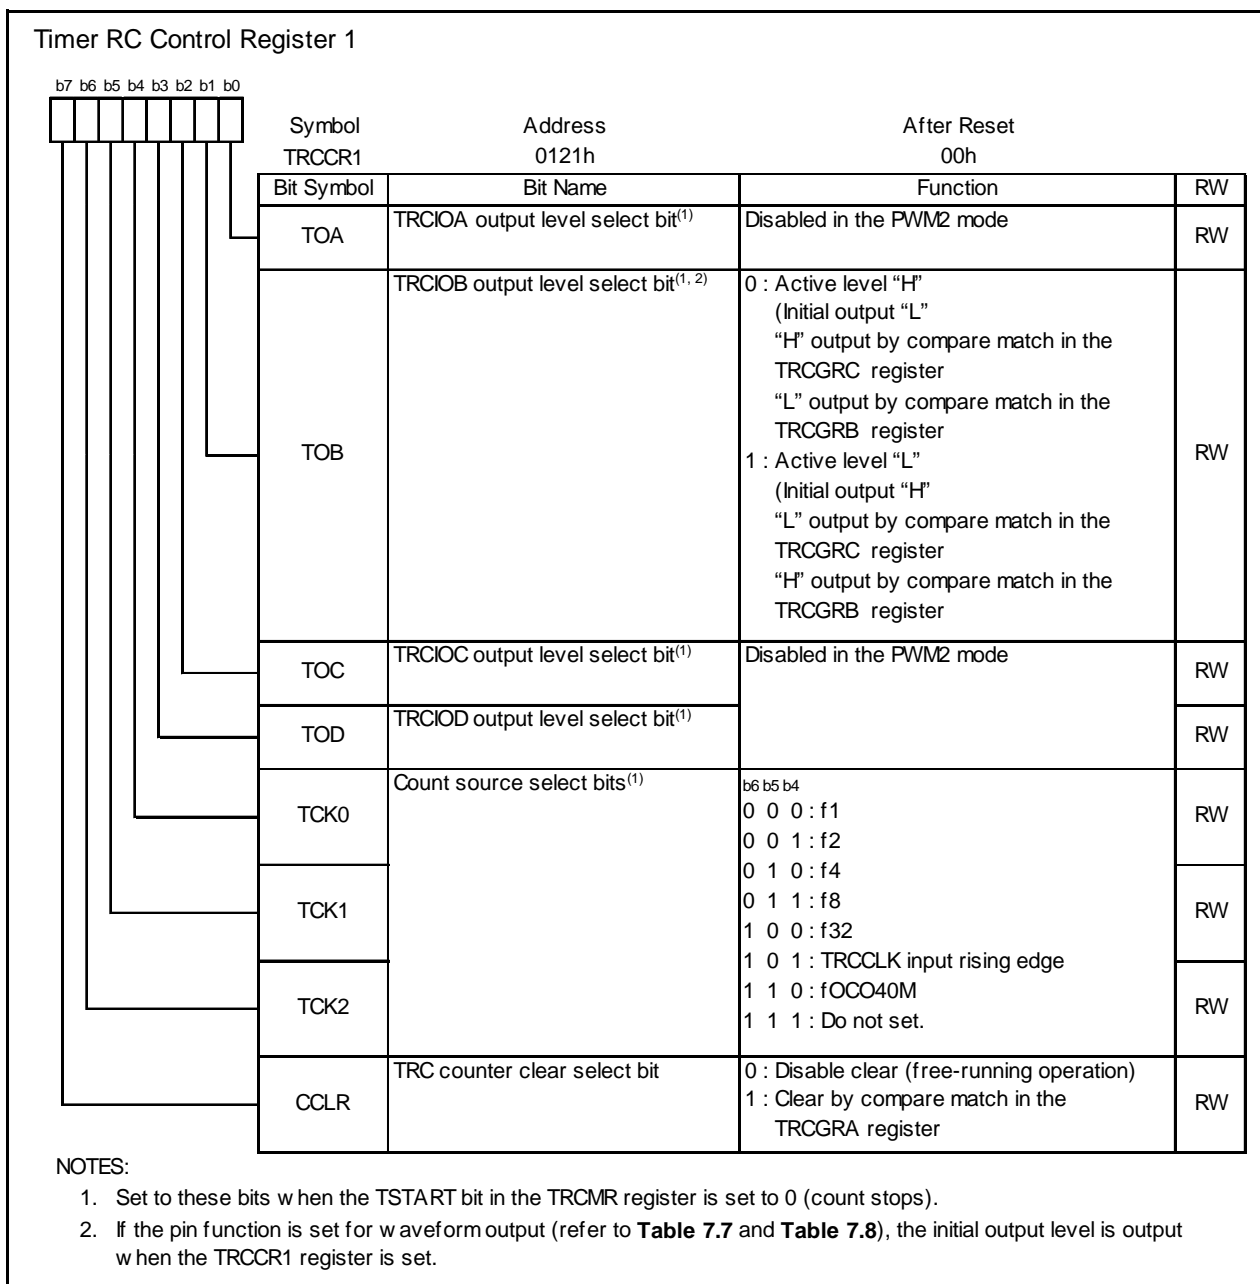 Timer RC Control Register 1
b7 b6 b5 b4 b3 b2 b1 b0
Symbol Address After Reset
TRCCR1 0121h 00h
Bit Symbol Bit Name Function RW
TOA TRCIOA output level select bit(1) Disabled in the PWM2 mode RW
TOB TRCIOB output level select bit(1, 2) 0 : Active level “H”
(Initial output “L”
“H” output by compare match in the
TRCGRC register
“L” output by compare match in the
TRCGRB register
1 : Active level “L”
(Initial output “H”
“L” output by compare match in the
TRCGRC register
“H” output by compare match in the
TRCGRB register
RW
TOC TRCIOC output level select bit(1) Disabled in the PWM2 mode RW
TOD TRCIOD output level select bit(1) RW
Count source select bits(1) b6 b5 b4
TCK0 0 0 0 : f1 RW
0 0 1 : f2
0 1 0 : f4
TCK1 0 1 1 : f8 RW
1 0 0 : f32
1 0 1 : TRCCLK input rising edge
TCK2 1 1 0 : fOCO40M RW
1 1 1 : Do not set.
CCLR TRC counter clear select bit 0 : Disable clear (free-running operation)
1 : Clear by compare match in the
TRCGRA register
RW
NOTES:
1. Set to these bits when the TSTART bit in the TRCMR register is set to 0 (count stops).
2. If the pin function is set for waveform output (refer to Table 7.7 and Table 7.8), the initial output level is output
when the TRCCR1 register is set.